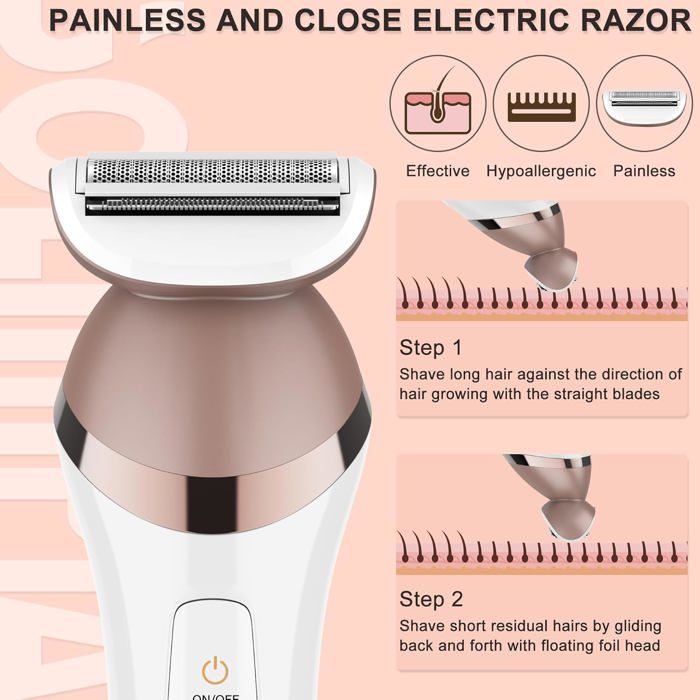 PAINLESS AND CLOSE ELECTRIC RAZOR
Effective Hypoallergenic Painless
Step 1
Shave long hair against the direction of
hair growing with the straight blades
Step 2
Shave short residual hairs by gliding
back and forth with floating foil head
ON/OFF